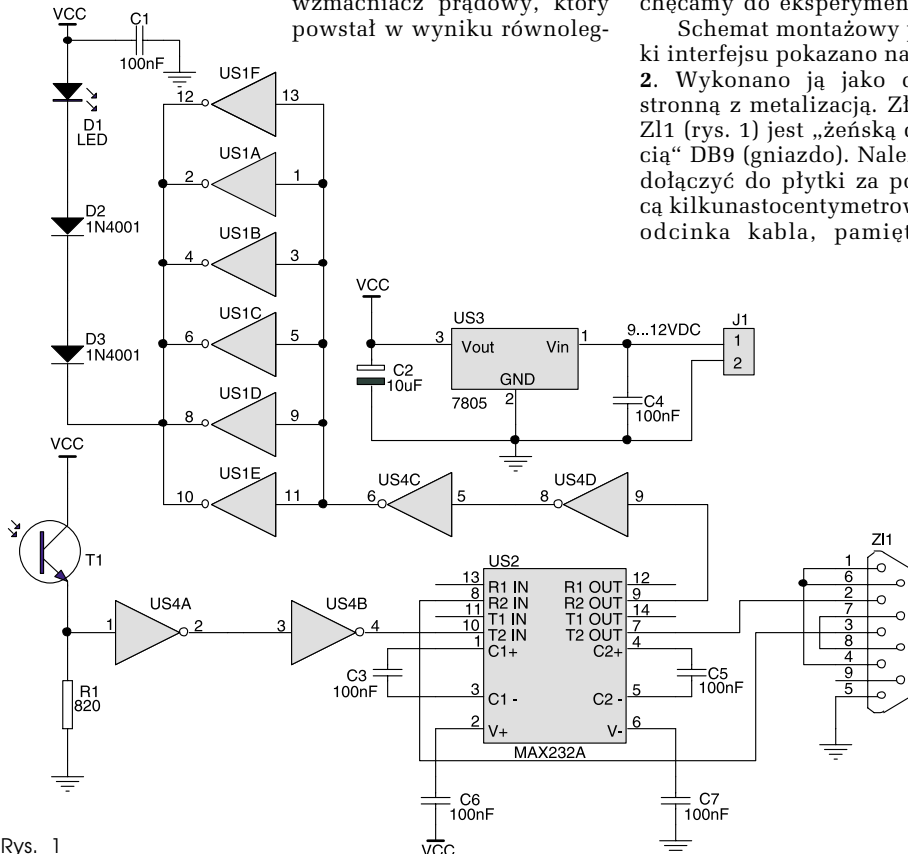 wzmacniacz prądowy, który
powstał w wyniku równoleg-
Schemat montażowy
ki interfejsu pokazano
2. Wykonano ją jako
stronną z metalizacją.
Zl1 (rys. 1) jest „żeńską
cią“ DB9 (gniazdo).
dołączyć do płytki za
cą
odcinka kabla,
VCC
C1
100nF
D1
LED
D2
1N4001
D3
1N4001
US1F
12
13
US1A
2
1
US1B
4
3
US1C
6
5
US1D
8
9
US1E
10
11
VCC
C2
10uF
US3
3
Vout
Vin
1
GND
2
7805
9...12VDC
C4
100nF
J1
1
2
VCC
T1
R1
820
US4A
1
2
US4B
3
4
US4C
6
5
US4D
8
9
US2
13
R1 IN
R1 OUT
12
8
R2 IN
R2 OUT
9
11
T1 IN
T1 OUT
14
10
T2 IN
T2 OUT
7
1
C1+
C2+
4
3
C1 -
C2 -
5
2
V+
V-
6
MAX232A
C3
100nF
C5
100nF
C6
100nF
VCC
C7
100nF
Zl1
1
6
2
7
3
8
4
9
5
Rys. 1